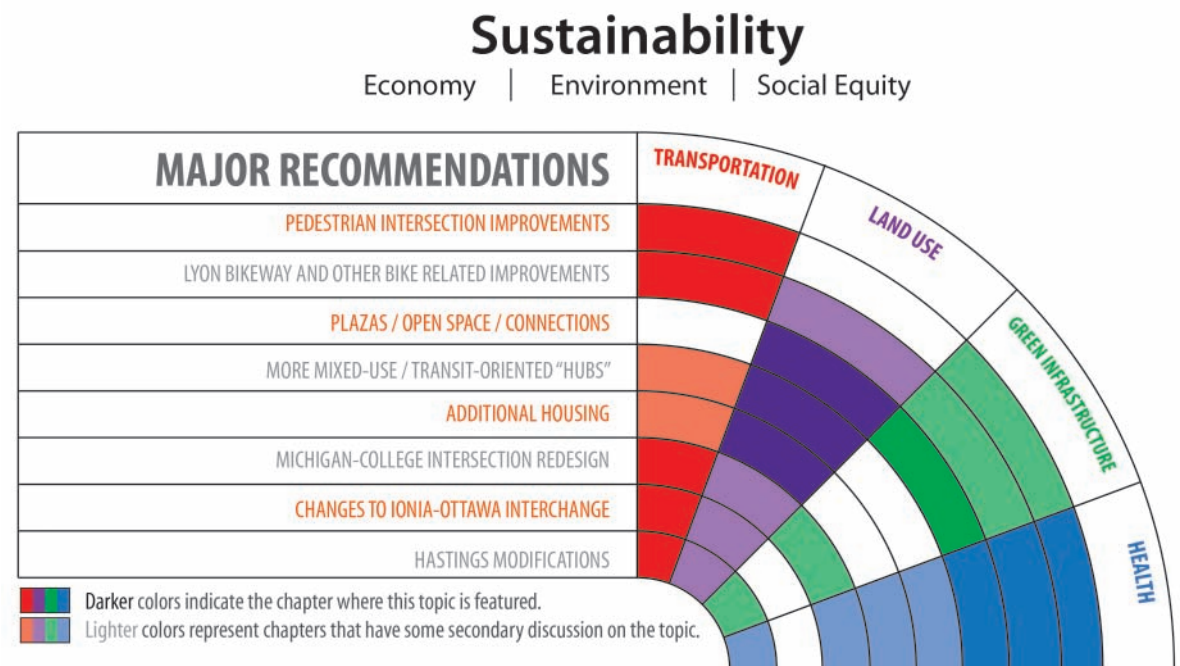 Sustainability
Economy | Environment | Social Equity
MAJOR RECOMMENDATIONS
TRANSPORTATION
LAND USE
GREEN INFRASTRUCTURE
HEALTH
PEDESTRIAN INTERSECTION IMPROVEMENTS
LYON BIKEWAY AND OTHER BIKE RELATED IMPROVEMENTS
PLAZAS / OPEN SPACE / CONNECTIONS
MORE MIXED-USE / TRANSIT-ORIENTED “HUBS”
ADDITIONAL HOUSING
MICHIGAN-COLLEGE INTERSECTION REDESIGN
CHANGES TO IONIA-OTTAWA INTERCHANGE
HASTINGS MODIFICATIONS
Darker colors indicate the chapter where this topic is featured.
Lighter colors represent chapters that have some secondary discussion on the topic.